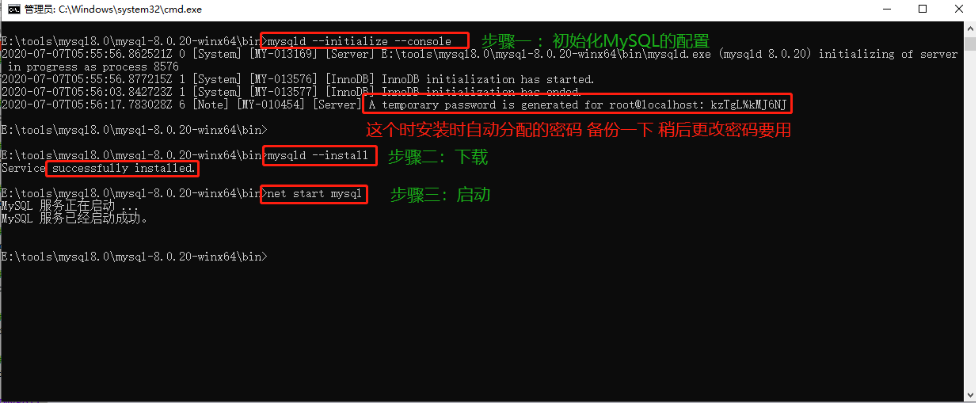 管理员: C:\Windows\system32\cmd.exe
E:\tools\mysql8.0\mysql-8.0.20-winx64\bin>mysqld --initialize --console 步骤一 ：初始化MySQL的配置
2020-07-07T05:55:56.862521Z 0 [System] [MY-013169] [Server] E:\tools\mysql8.0\mysql-8.0.20-winx64\bin\mysqld.exe (mysqld 8.0.20) initializing of server
in progress as process 8576
2020-07-07T05:55:56.877215Z 1 [System] [MY-013576] [InnoDB] InnoDB initialization has started.
2020-07-07T05:56:03.842723Z 1 [System] [MY-013577] [InnoDB] InnoDB initialization has ended.
2020-07-07T05:56:17.783028Z 6 [Note] [MY-010454] [Server] A temporary password is generated for root@localhost: kzTgL%kMJ6NJ
E:\tools\mysql8.0\mysql-8.0.20-winx64\bin> 这个时安装时自动分配的密码 备份一下 稍后更改密码要用
E:\tools\mysql8.0\mysql-8.0.20-winx64\bin>mysqld --install 步骤二：下载
Service successfully installed.
E:\tools\mysql8.0\mysql-8.0.20-winx64\bin>net start mysql 步骤三：启动
MySQL 服务正在启动 ...
MySQL 服务已经启动成功。
E:\tools\mysql8.0\mysql-8.0.20-winx64\bin>